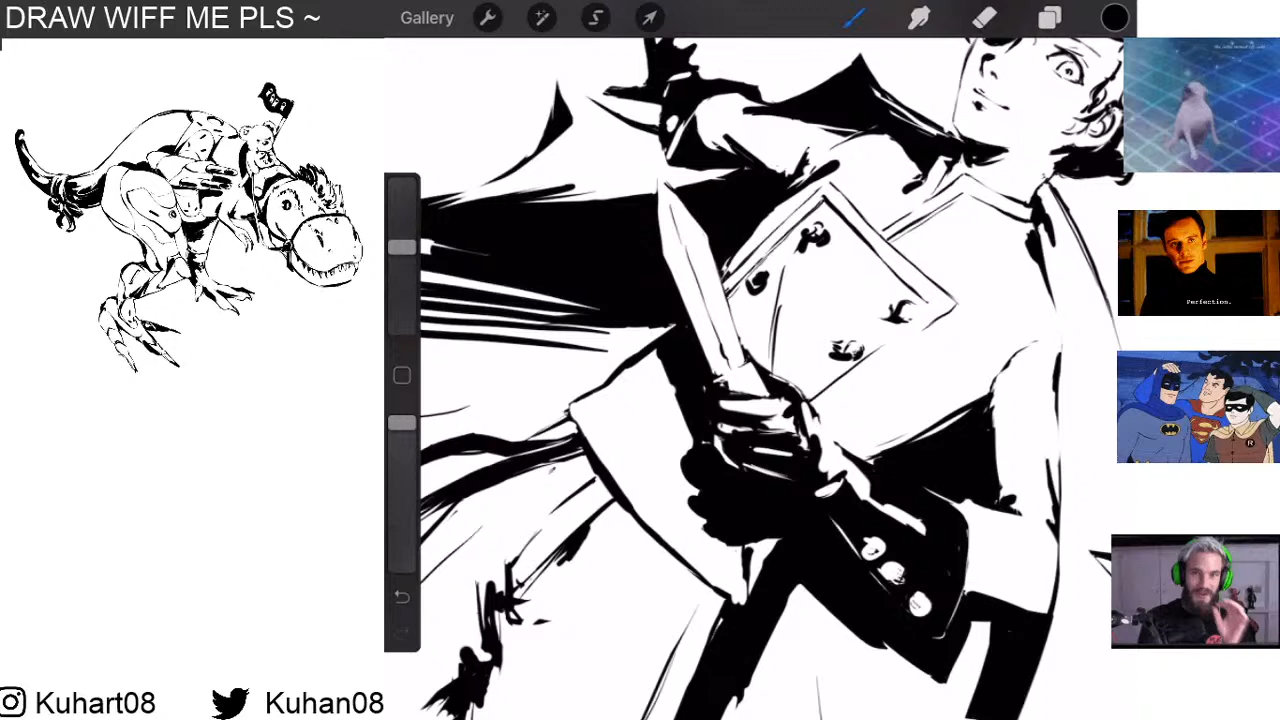 DRAW WIFF ME PLS ~
Gallery
Perfection.
R
Kuhart08
Kuhan08